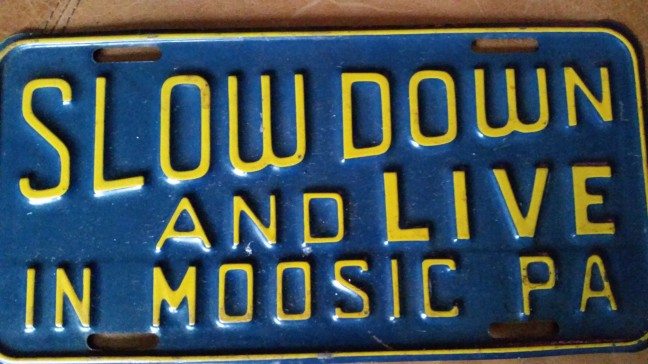 SLOW DOWN
AND LIVE
IN MOOSIC PA